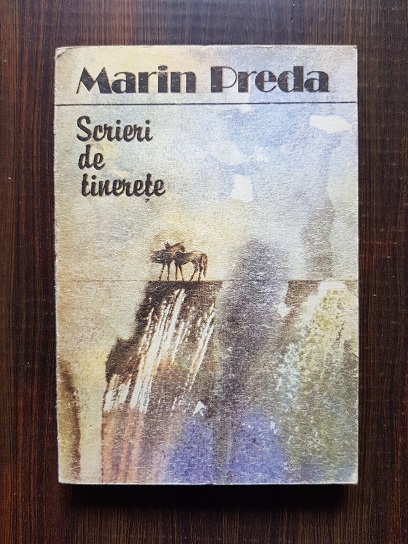 Marin Preda
Scrieri
de
tinerețe